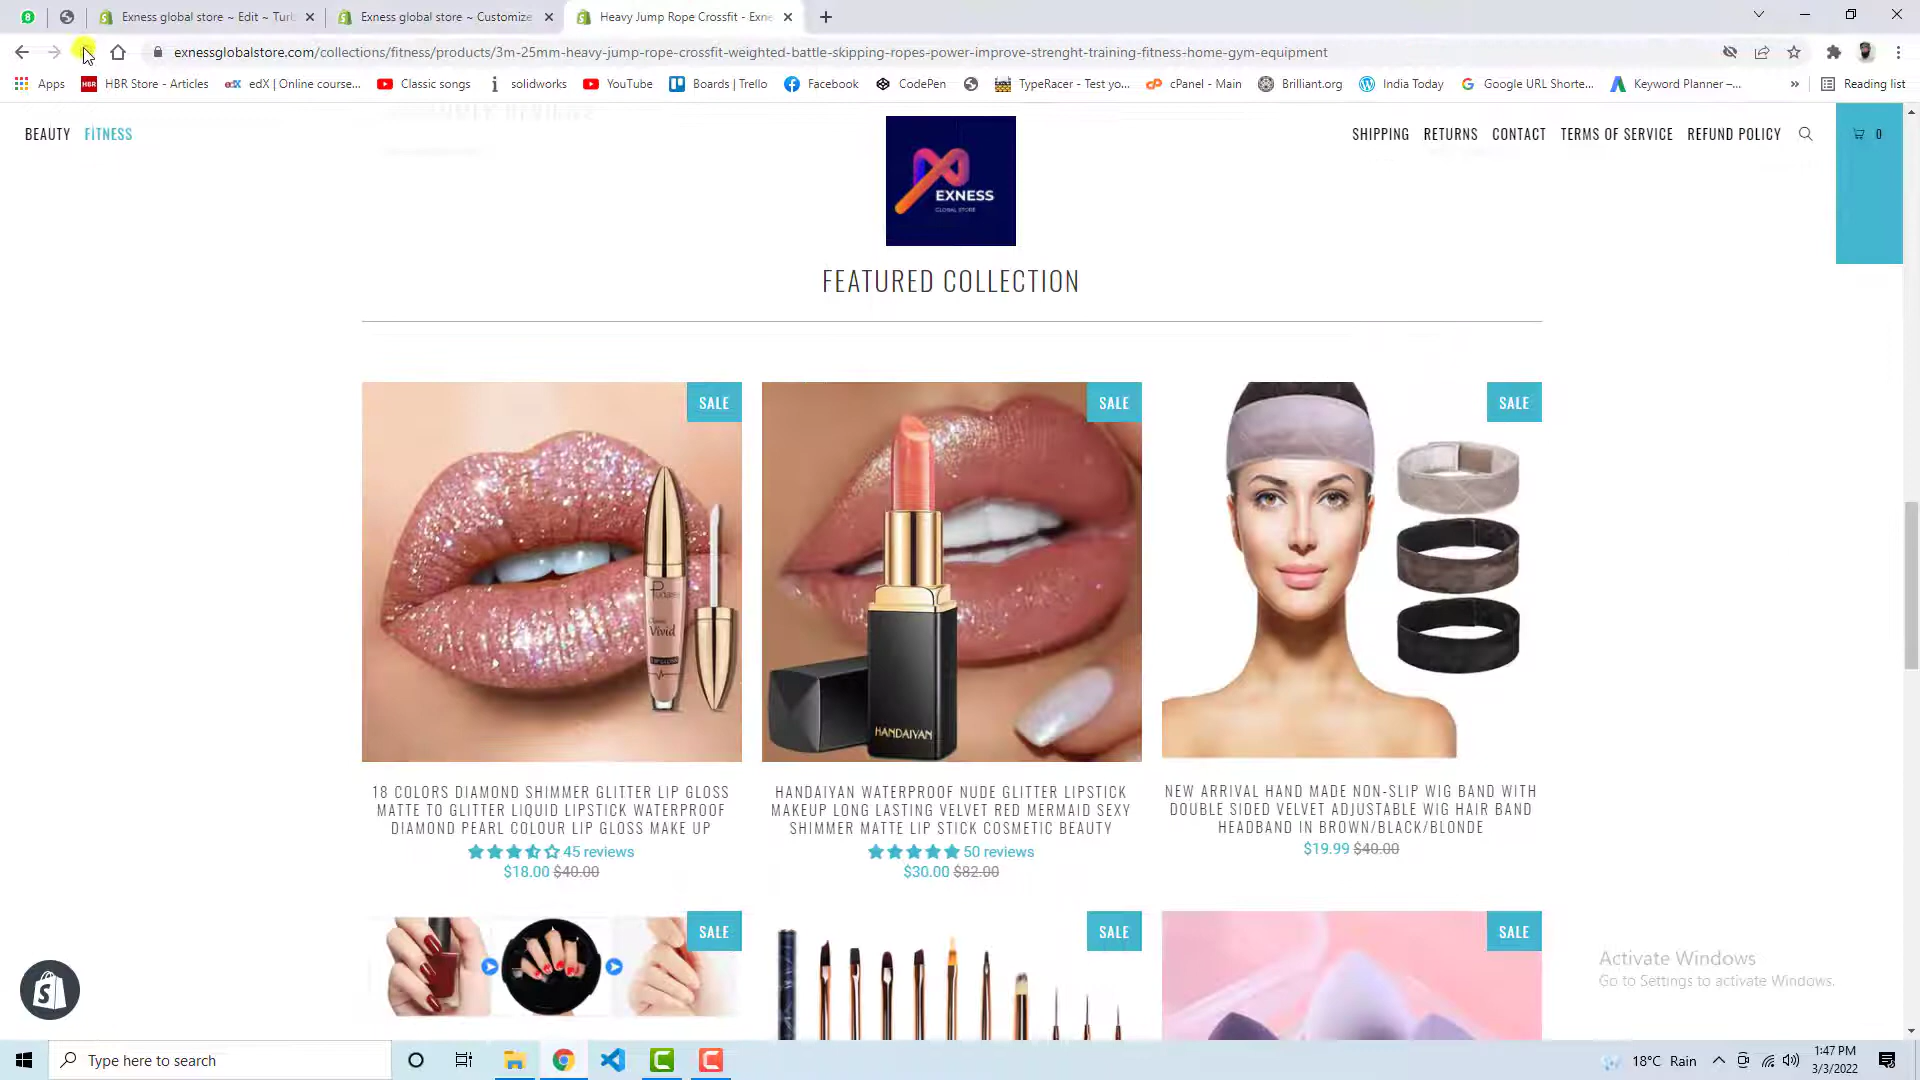 Exness global store ~ Edit ~ Turb
Exness global store ~ Customize
Heavy Jump Rope Crossfit - Exne
exnessglobalstore.com/collections/fitness/products/3m-25mm-heavy-jump-rope-crossfit-weighted-battle-skipping-ropes-power-improve-strenght-training-fitness-home-gym-equipment
Apps
HBR Store - Articles
edX | Online course...
Classic songs
solidworks
YouTube
Boards | Trello
Facebook
CodePen
TypeRacer - Test yo...
cPanel - Main
Brilliant.org
India Today
Google URL Shorte...
Keyword Planner –...
»
Reading list
BEAUTY FITNESS
SHIPPING RETURNS CONTACT TERMS OF SERVICE REFUND POLICY
0
EXNESS
GLOBAL STORE
FEATURED COLLECTION
SALE
SALE
SALE
Vivid
HANDAIYAN
18 COLORS DIAMOND SHIMMER GLITTER LIP GLOSS
MATTE TO GLITTER LIQUID LIPSTICK WATERPROOF
DIAMOND PEARL COLOUR LIP GLOSS MAKE UP
45 reviews
$18.00 $40.00
HANDAIYAN WATERPROOF NUDE GLITTER LIPSTICK
MAKEUP LONG LASTING VELVET RED MERMAID SEXY
SHIMMER MATTE LIP STICK COSMETIC BEAUTY
50 reviews
$30.00 $82.00
NEW ARRIVAL HAND MADE NON-SLIP WIG BAND WITH
DOUBLE SIDED VELVET ADJUSTABLE WIG HAIR BAND
HEADBAND IN BROWN/BLACK/BLONDE
$19.99 $40.00
SALE
SALE
SALE
Activate Windows
Go to Settings to activate Windows.
Type here to search
18°C Rain
1:47 PM
3/3/2022